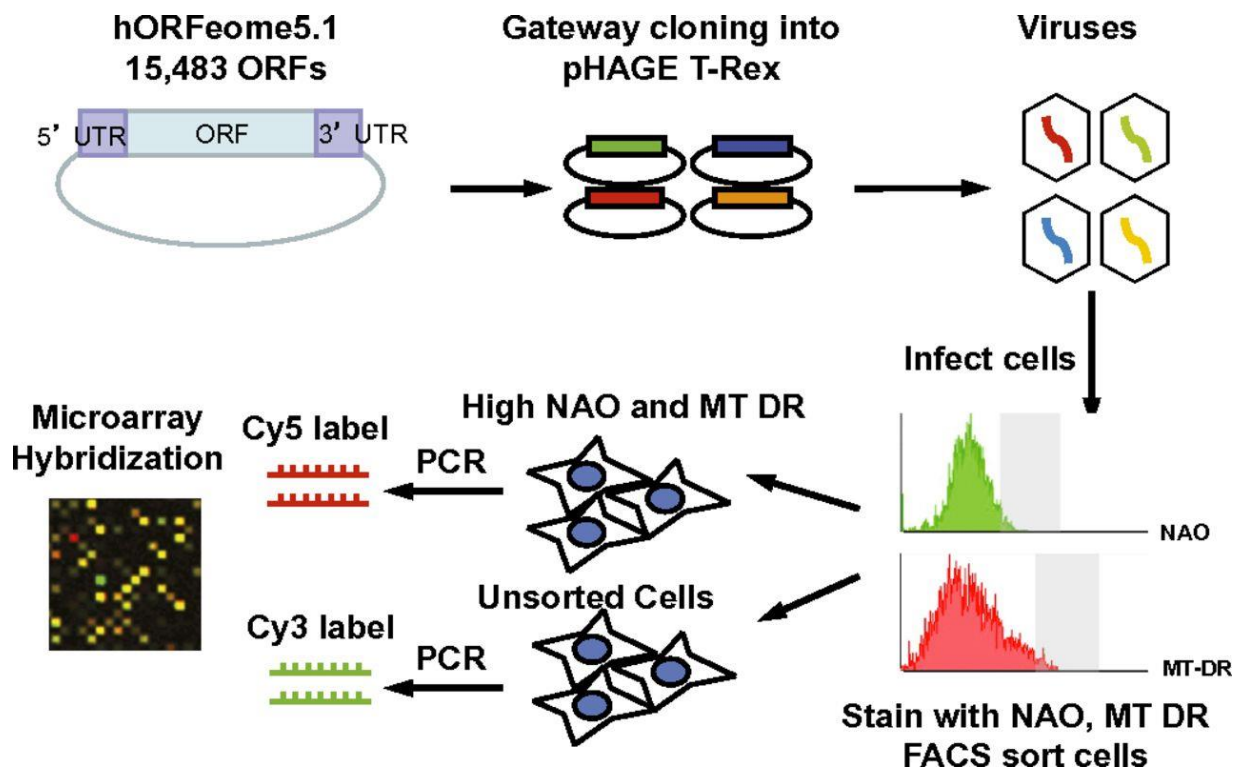 hORFeome5.1
15,483 ORFs
5’ UTR ORF 3’ UTR
Gateway cloning into
pHAGE T-Rex
Viruses
Infect cells
NAO
MT-DR
Stain with NAO, MT DR
FACS sort cells
High NAO and MT DR
PCR
Cy5 label
Unsorted Cells
PCR
Cy3 label
Microarray
Hybridization